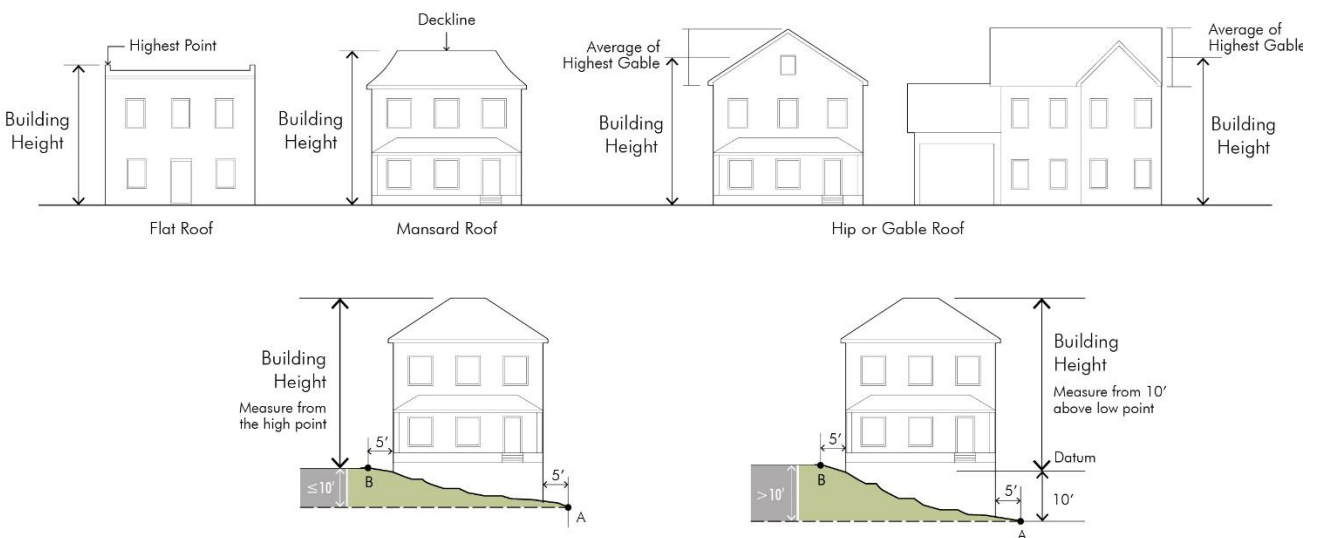 Deckline
Highest Point
Building
Height
Building
Height
Average of
Highest Gable
Building
Height
Average of
Highest Gable
Building
Height
Flat Roof
Mansard Roof
Hip or Gable Roof
Building
Height
Measure from
the high point
5'
≤10'
B
5'
A
Building
Height
Measure from 10'
above low point
5'
Datum
>10'
B
5'
10'
A